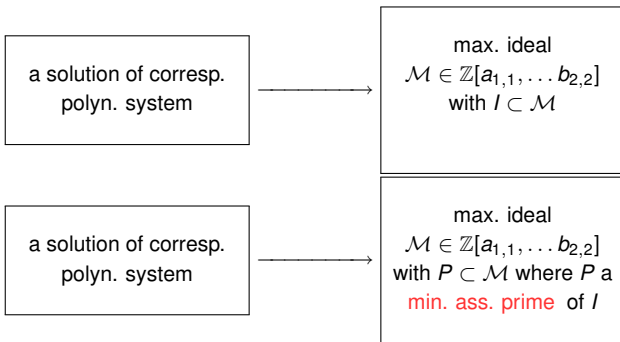 a solution of corresp.
polyn. system
max. ideal
ℳ ∈ ℤ[a₁,₁, … b₂,₂]
with I ⊂ ℳ
a solution of corresp.
polyn. system
max. ideal
ℳ ∈ ℤ[a₁,₁, … b₂,₂]
with P ⊂ ℳ where P a
min. ass. prime of I